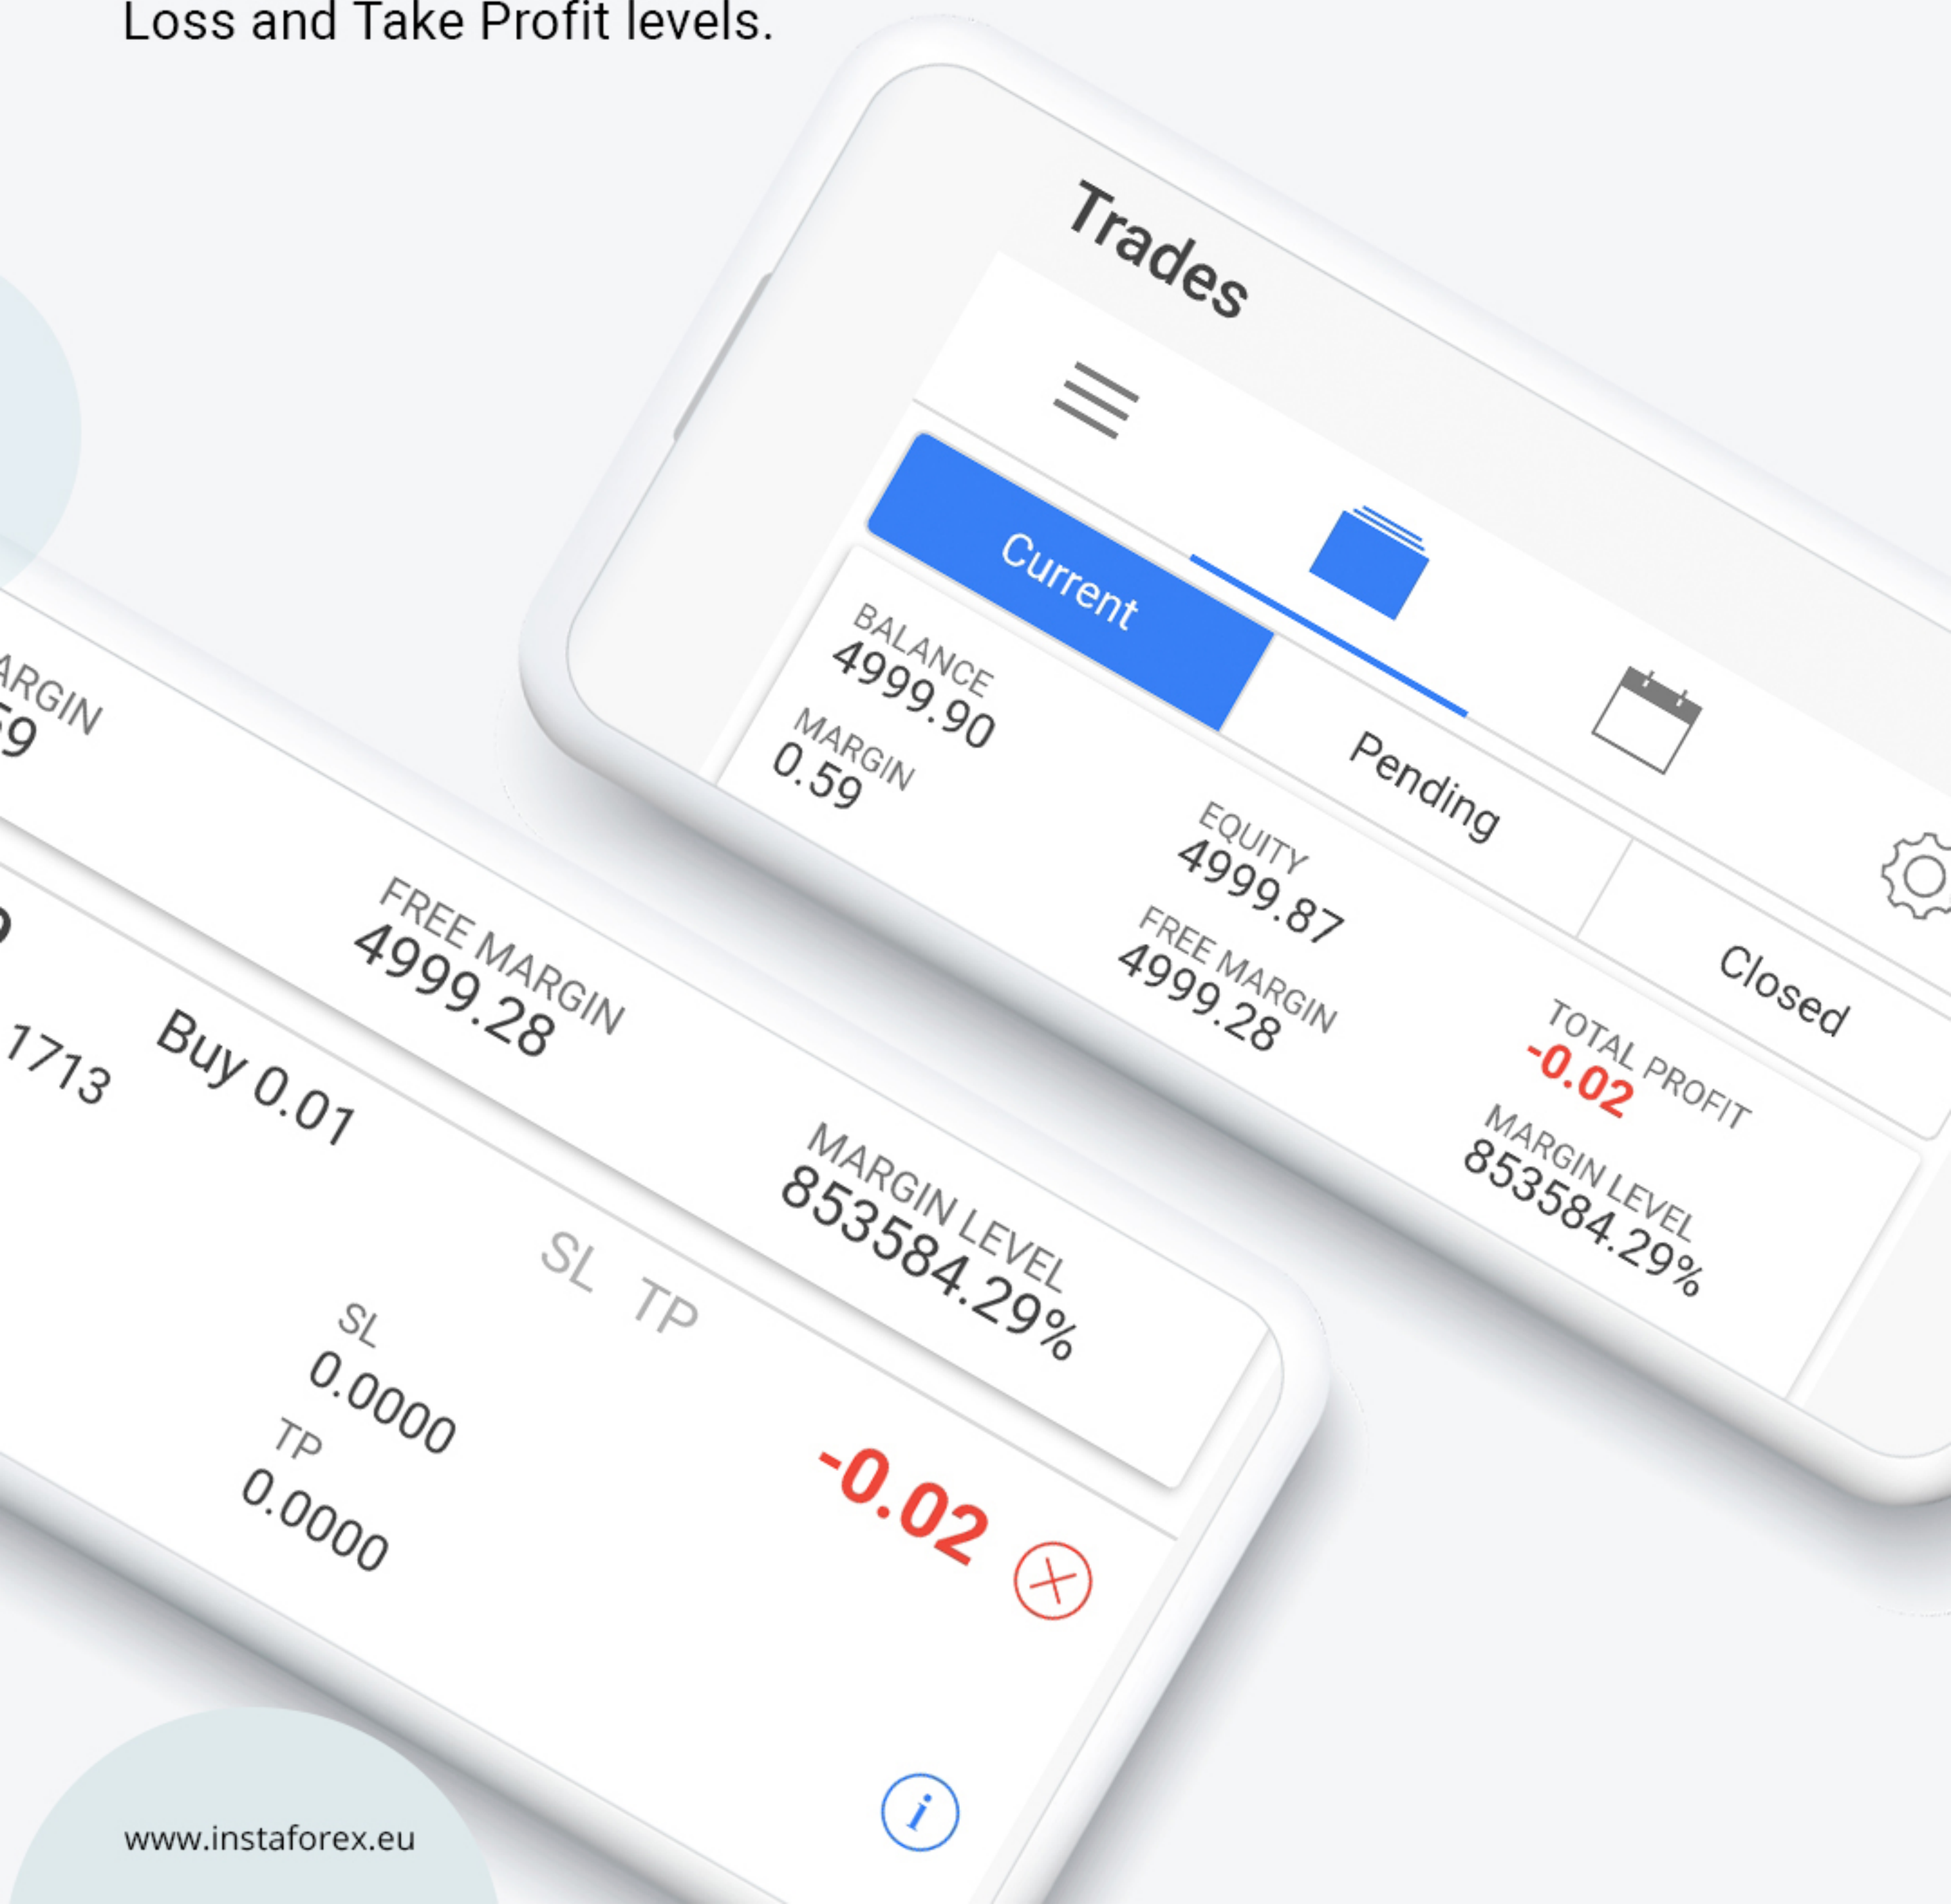 Loss and Take Profit levels.
Trades
Current
Pending
Closed
BALANCE
4999.90
EQUITY
4999.87
TOTAL PROFIT
-0.02
MARGIN
0.59
FREE MARGIN
4999.28
MARGIN LEVEL
853584.29%
ARGIN
59
FREE MARGIN
4999.28
MARGIN LEVEL
853584.29%
1713
Buy 0.01
SL TP
-0.02
SL
0.0000
TP
0.0000
i
www.instaforex.eu